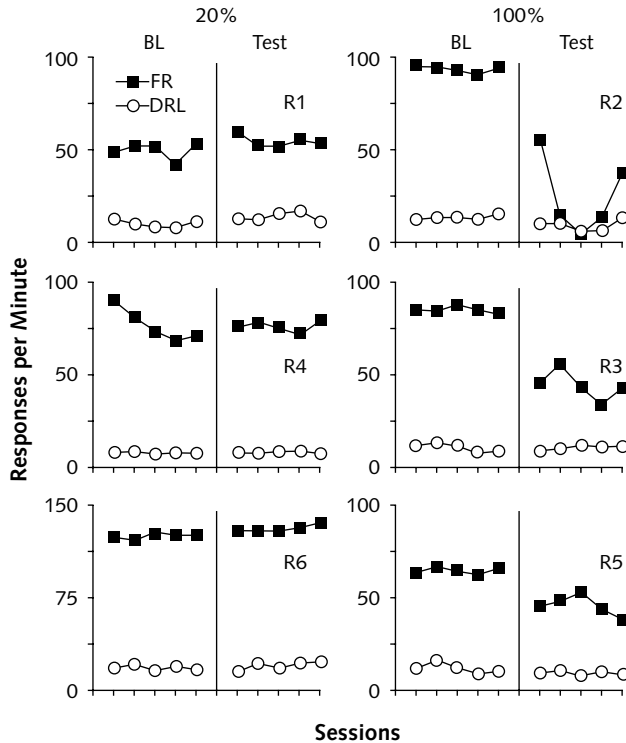 20% 100%
BL Test BL Test
100 100
FR
DRL
R1 R2
50 50
0 0
100 100
R4 R3
50 50
0 0
150 100
R6 R5
75 50
0 0
Responses per Minute
Sessions